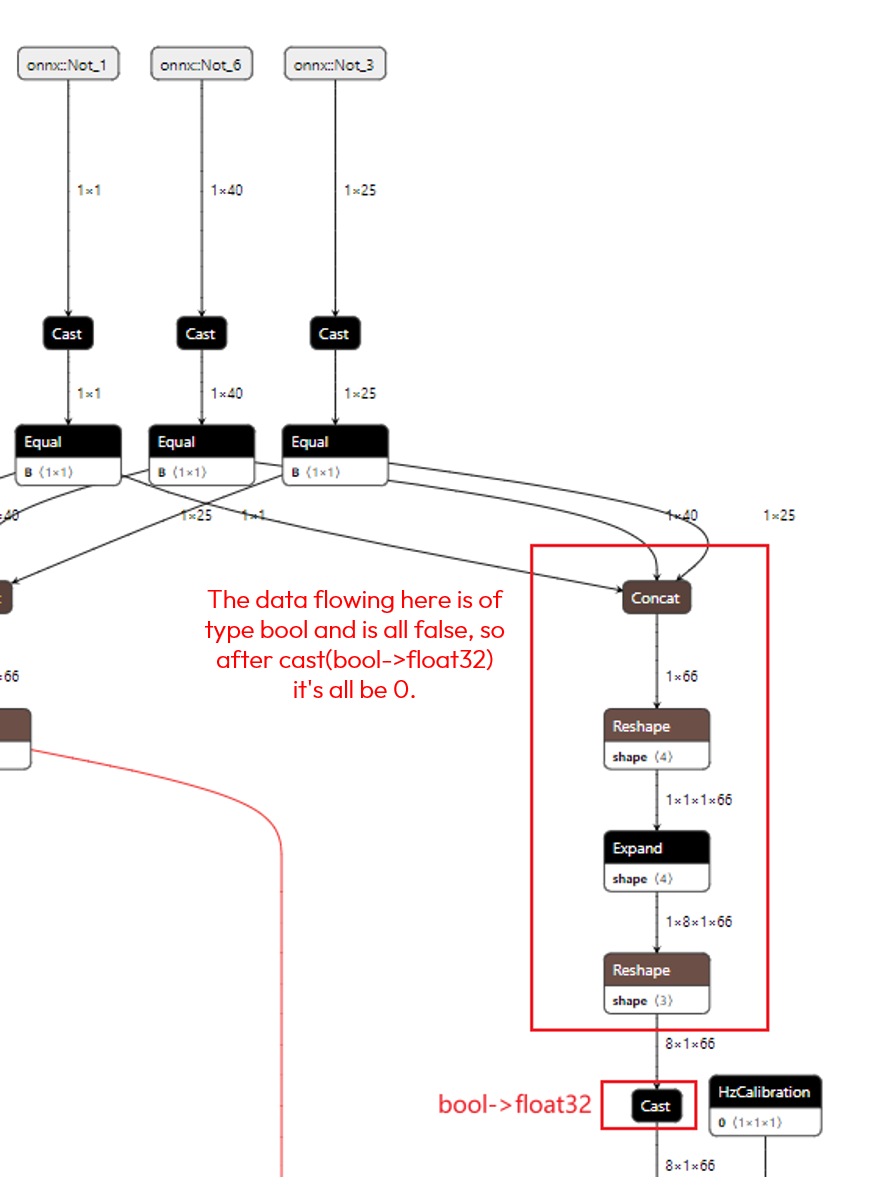 onnx::Not_1
onnx::Not_6
onnx::Not_3
1×1
1×40
1×25
Cast
Cast
Cast
1×1
1×40
1×25
Equal
B ⟨1×1⟩
Equal
B ⟨1×1⟩
Equal
B ⟨1×1⟩
×40
1×25
1×1
1×40
1×25
Concat
The data flowing here is of
type bool and is all false, so
after cast(bool->float32)
it's all be 0.
×66
1×66
Reshape
shape ⟨4⟩
1×1×1×66
Expand
shape ⟨4⟩
1×8×1×66
Reshape
shape ⟨3⟩
8×1×66
bool->float32
Cast
HzCalibration
0 ⟨1×1×1⟩
8×1×66